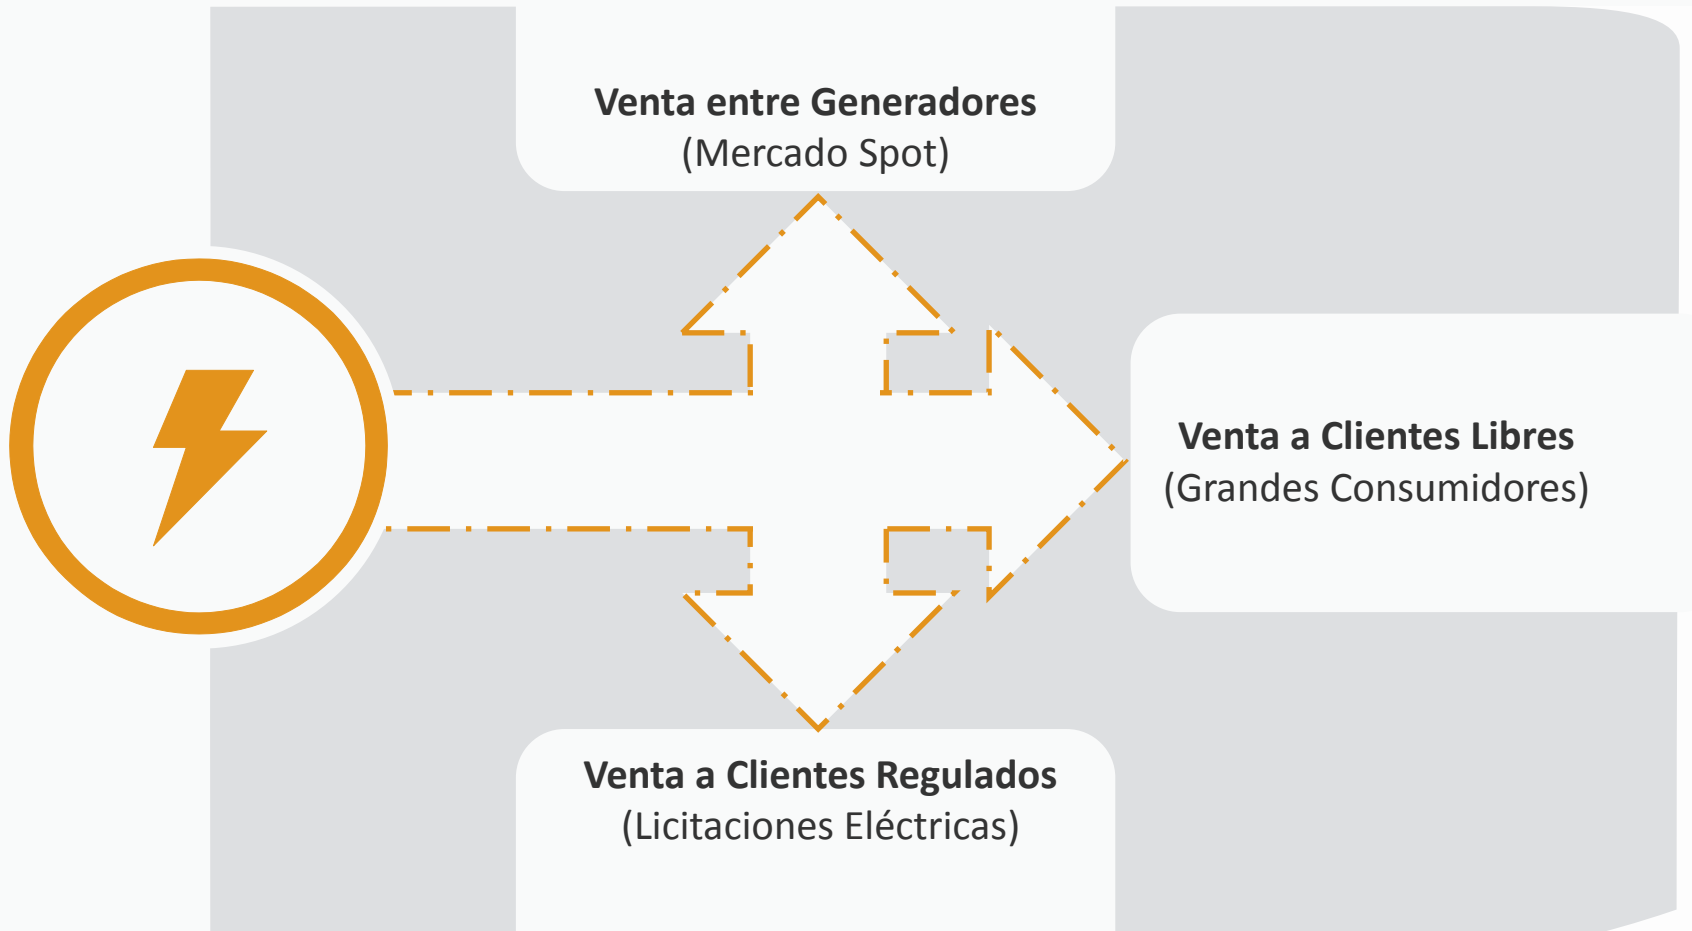 Venta entre Generadores
(Mercado Spot)
Venta a Clientes Libres
(Grandes Consumidores)
Venta a Clientes Regulados
(Licitaciones Eléctricas)